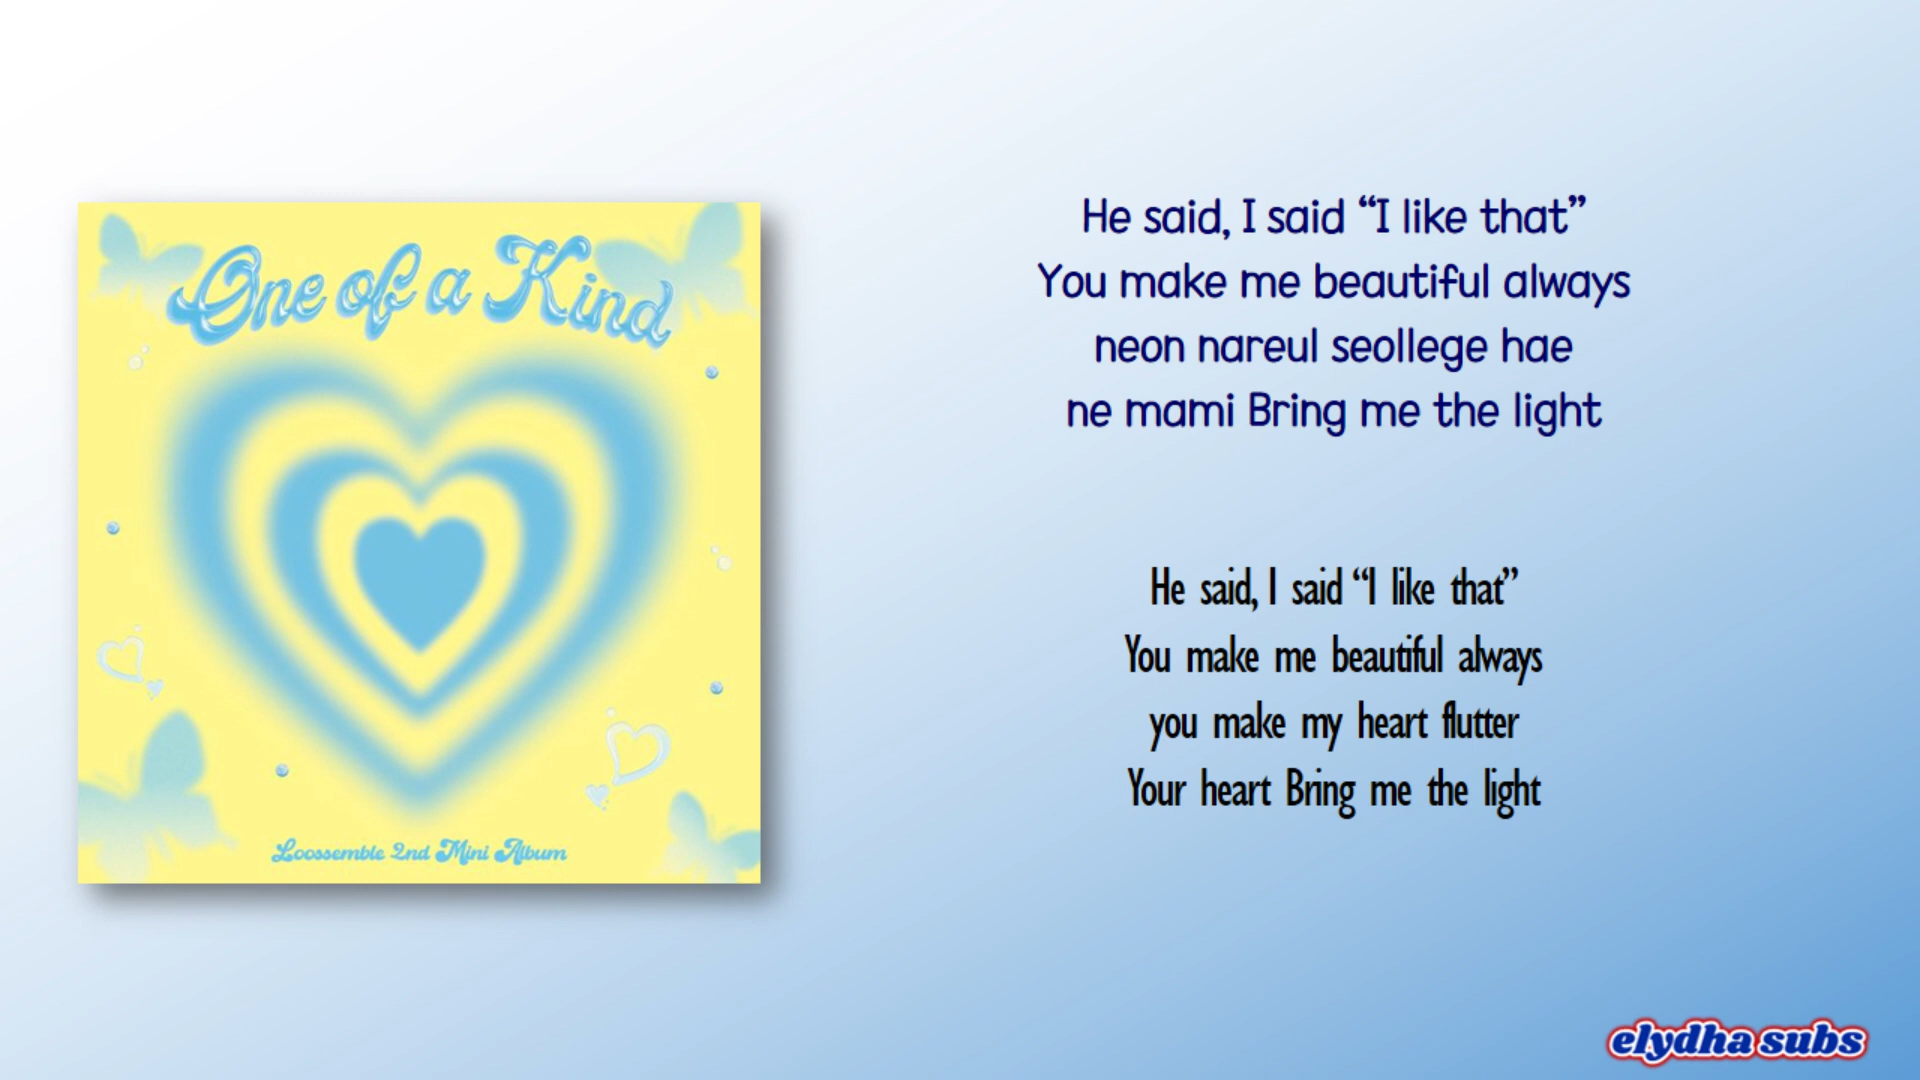 One of a Kind
Loossemble 2nd Mini Album
He said, I said “I like that”
You make me beautiful always
neon nareul seollege hae
ne mami Bring me the light
He said, I said “I like that”
You make me beautiful always
you make my heart flutter
Your heart Bring me the light
elydha subs